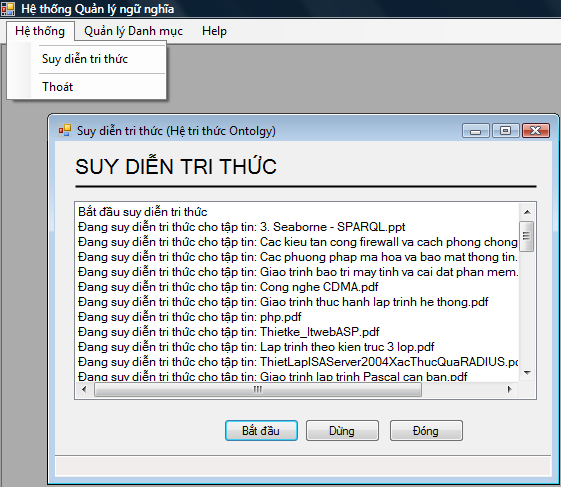 Hệ thống Quản lý ngữ nghĩa
Hệ thống Quản lý Danh mục Help
Suy diễn tri thức
Thoát
Suy diễn tri thức (Hệ tri thức Ontolgy)
SUY DIỄN TRI THỨC
Bắt đầu suy diễn tri thức
Đang suy diễn tri thức cho tập tin: 3. Seaborne - SPARQL.ppt
Đang suy diễn tri thức cho tập tin: Cac kieu tan cong firewall va cach phong chong
Đang suy diễn tri thức cho tập tin: Cac phuong phap ma hoa va bao mat thong tin.
Đang suy diễn tri thức cho tập tin: Giao trinh bao tri may tinh va cai dat phan mem.
Đang suy diễn tri thức cho tập tin: Cong nghe CDMA.pdf
Đang suy diễn tri thức cho tập tin: Giao trinh thuc hanh lap trinh he thong.pdf
Đang suy diễn tri thức cho tập tin: php.pdf
Đang suy diễn tri thức cho tập tin: Thietke_ltwebASP.pdf
Đang suy diễn tri thức cho tập tin: Lap trinh theo kien truc 3 lop.pdf
Đang suy diễn tri thức cho tập tin: ThietLapISAServer2004XacThucQuaRADIUS.pd
Đang suy diễn tri thức cho tập tin: Giao trinh lap trinh Pascal can ban.pdf
Bắt đầu Dừng Đóng